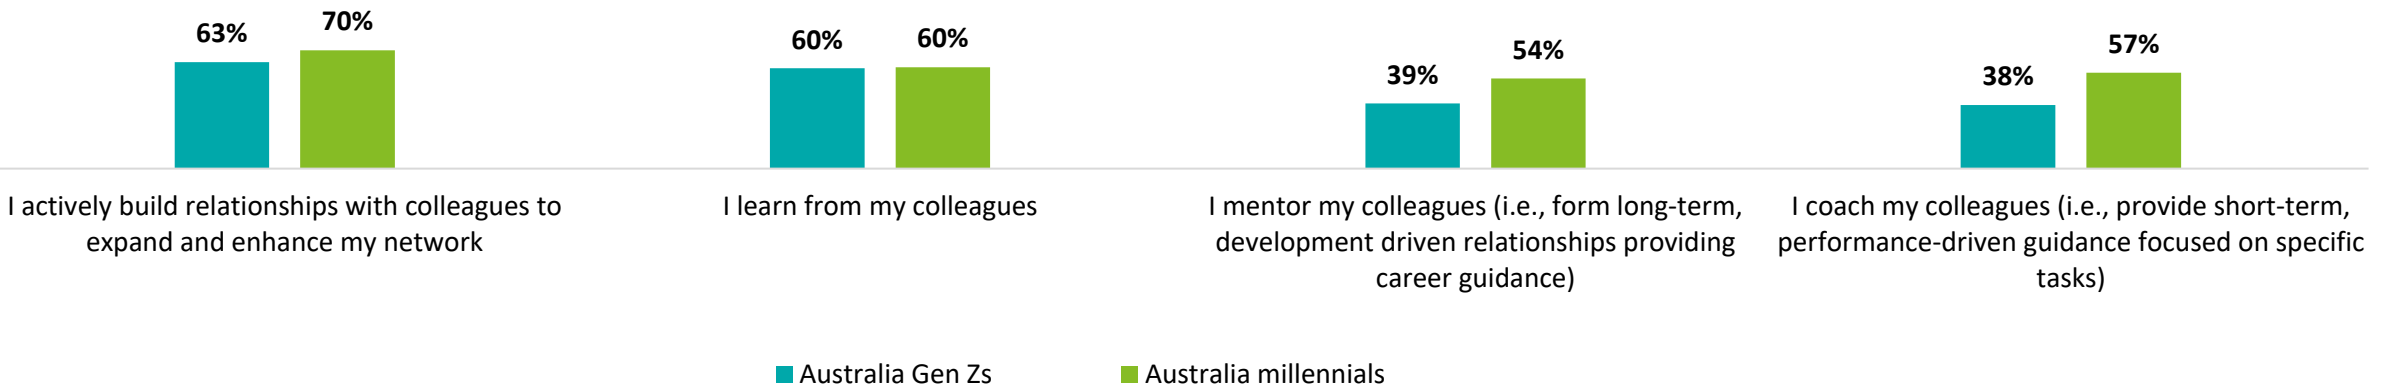 63%
70%
60%
60%
39%
54%
38%
57%
I actively build relationships with colleagues to
expand and enhance my network
I learn from my colleagues
I mentor my colleagues (i.e., form long-term,
development driven relationships providing
career guidance)
I coach my colleagues (i.e., provide short-term,
performance-driven guidance focused on specific
tasks)
Australia Gen Zs
Australia millennials